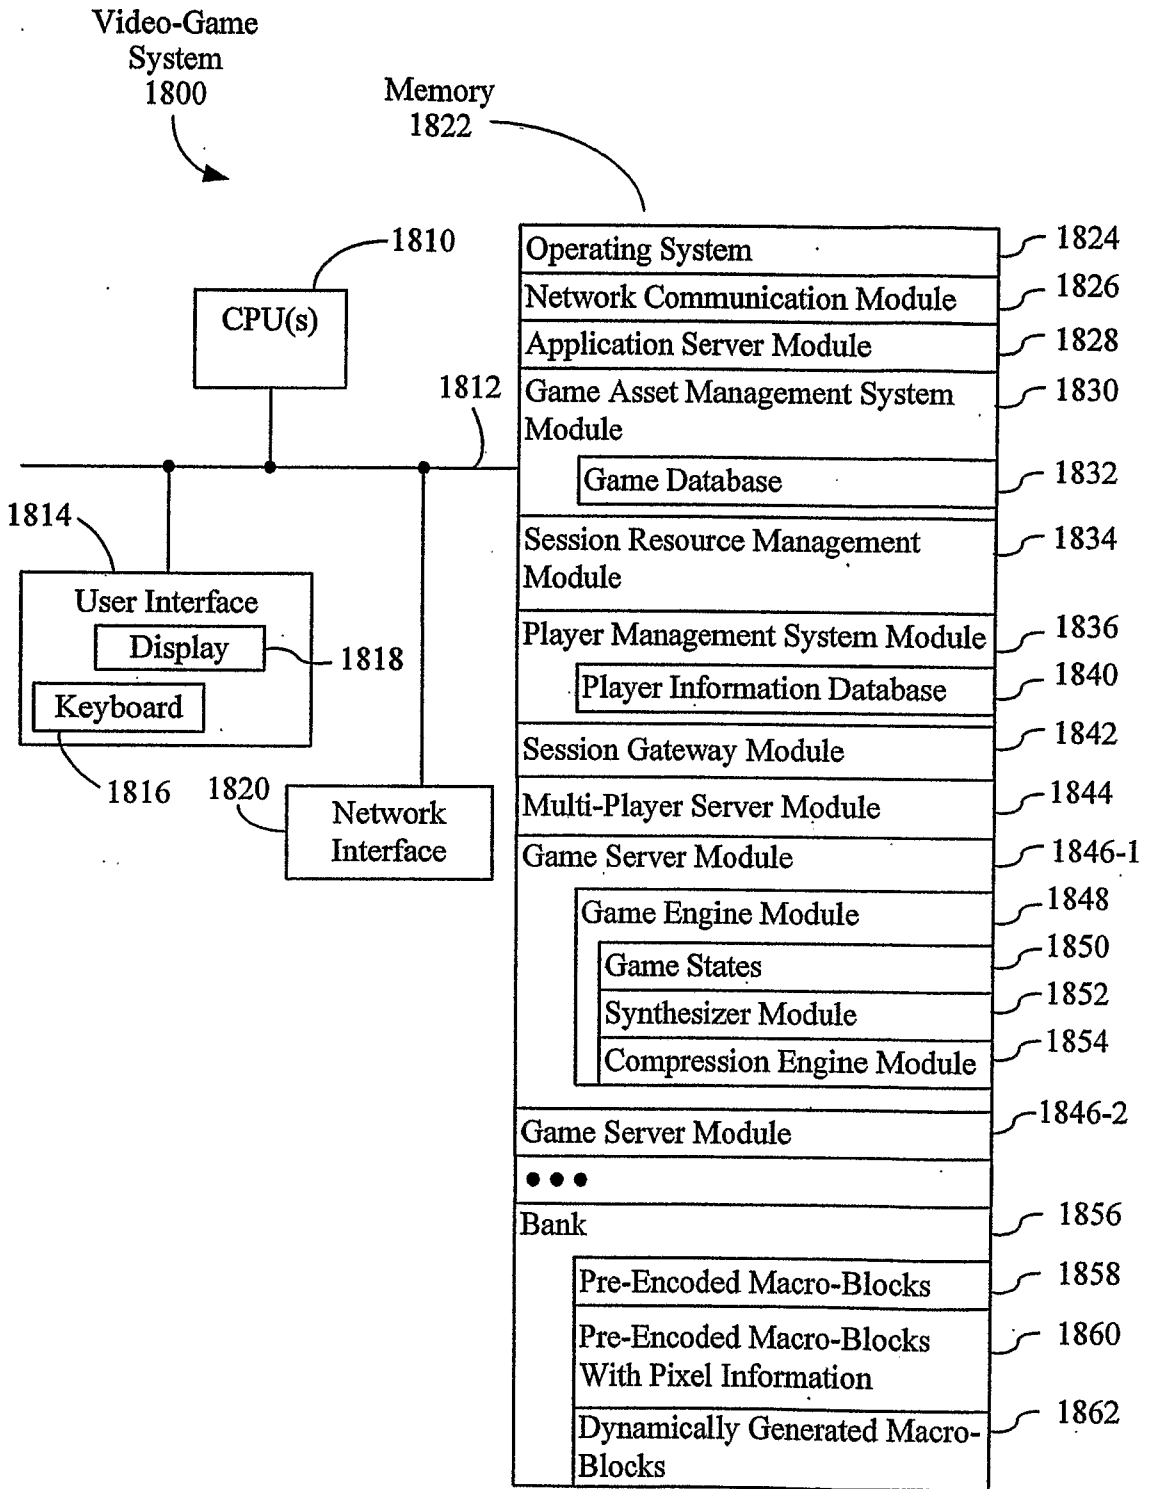 Video-Game
System
1800
Memory
1822
1810
CPU(s)
1812
1814
User Interface
Display
1818
Keyboard
1816
1820
Network
Interface
Operating System
1824
Network Communication Module
1826
Application Server Module
1828
Game Asset Management System
Module
1830
Game Database
1832
Session Resource Management
Module
1834
Player Management System Module
1836
Player Information Database
1840
Session Gateway Module
1842
Multi-Player Server Module
1844
Game Server Module
1846-1
Game Engine Module
1848
Game States
1850
Synthesizer Module
1852
Compression Engine Module
1854
Game Server Module
1846-2
•••
Bank
1856
Pre-Encoded Macro-Blocks
1858
Pre-Encoded Macro-Blocks
With Pixel Information
1860
Dynamically Generated Macro-
Blocks
1862